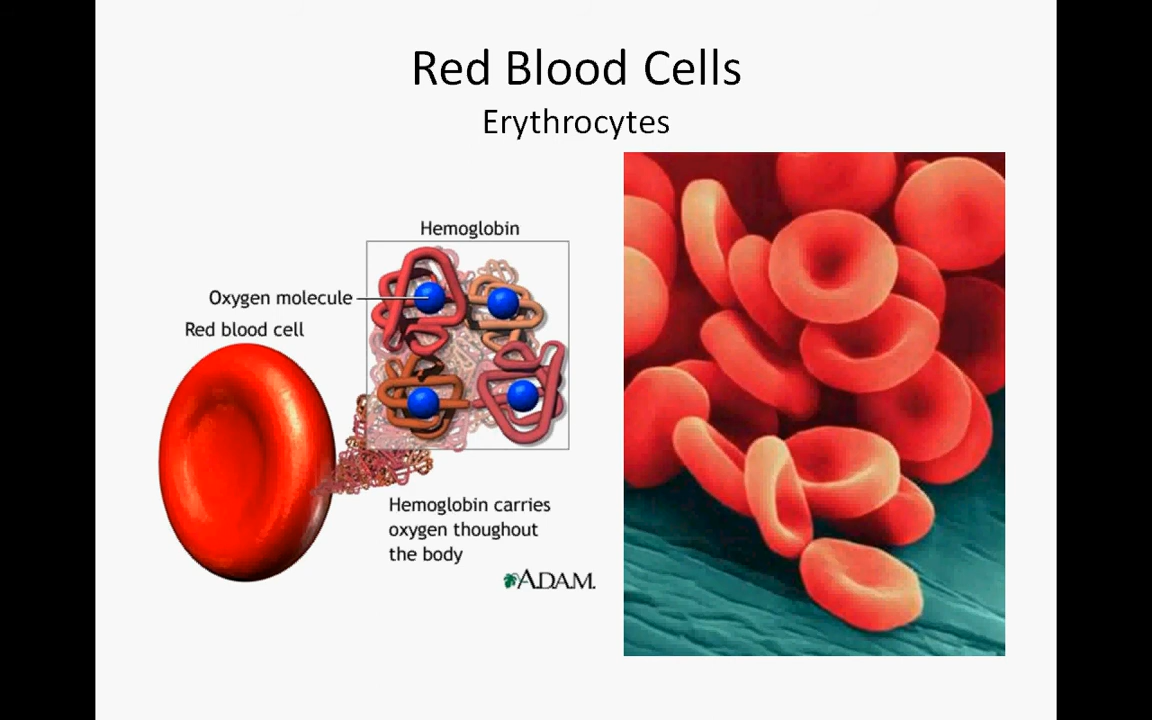 Red Blood Cells
Erythrocytes
Hemoglobin
Oxygen molecule
Red blood cell
Hemoglobin carries
oxygen thoughout
the body
A.D.A.M.